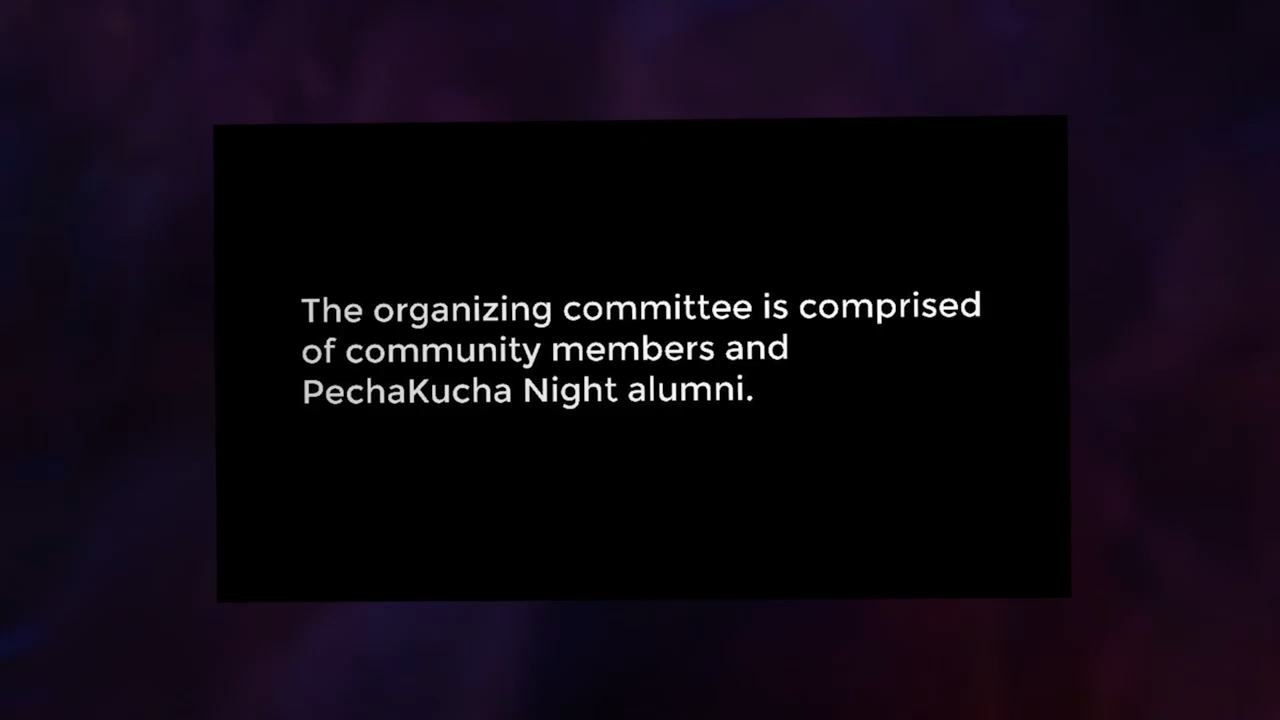 The organizing committee is comprised
of community members and
PechaKucha Night alumni.